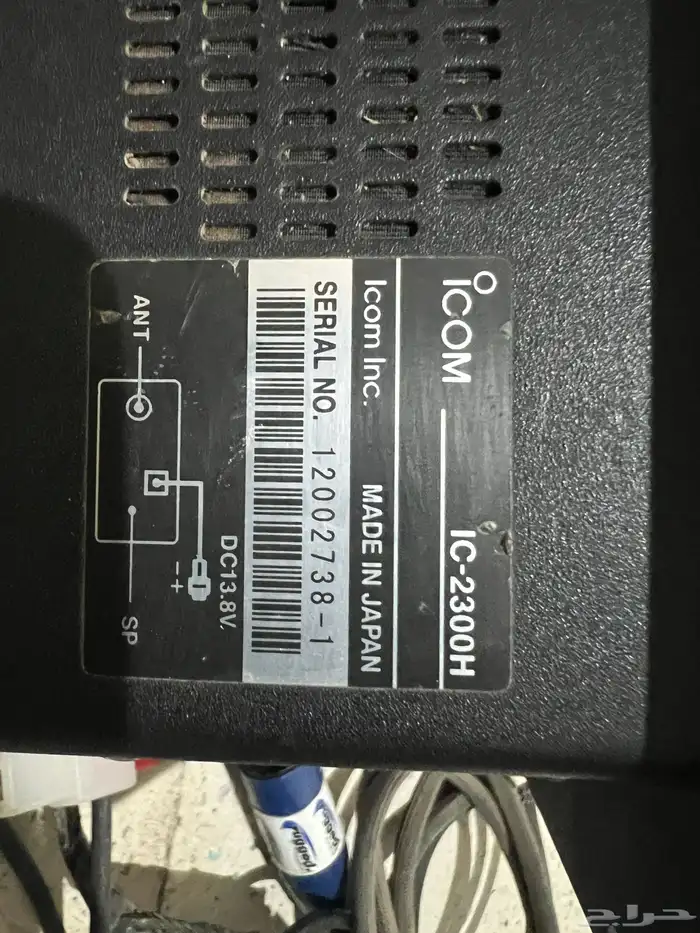 ICOM IC-2300H
Icom Inc. MADE IN JAPAN
SERIAL NO. 12002738-1
DC13.8V
- +
ANT
SP
حراج